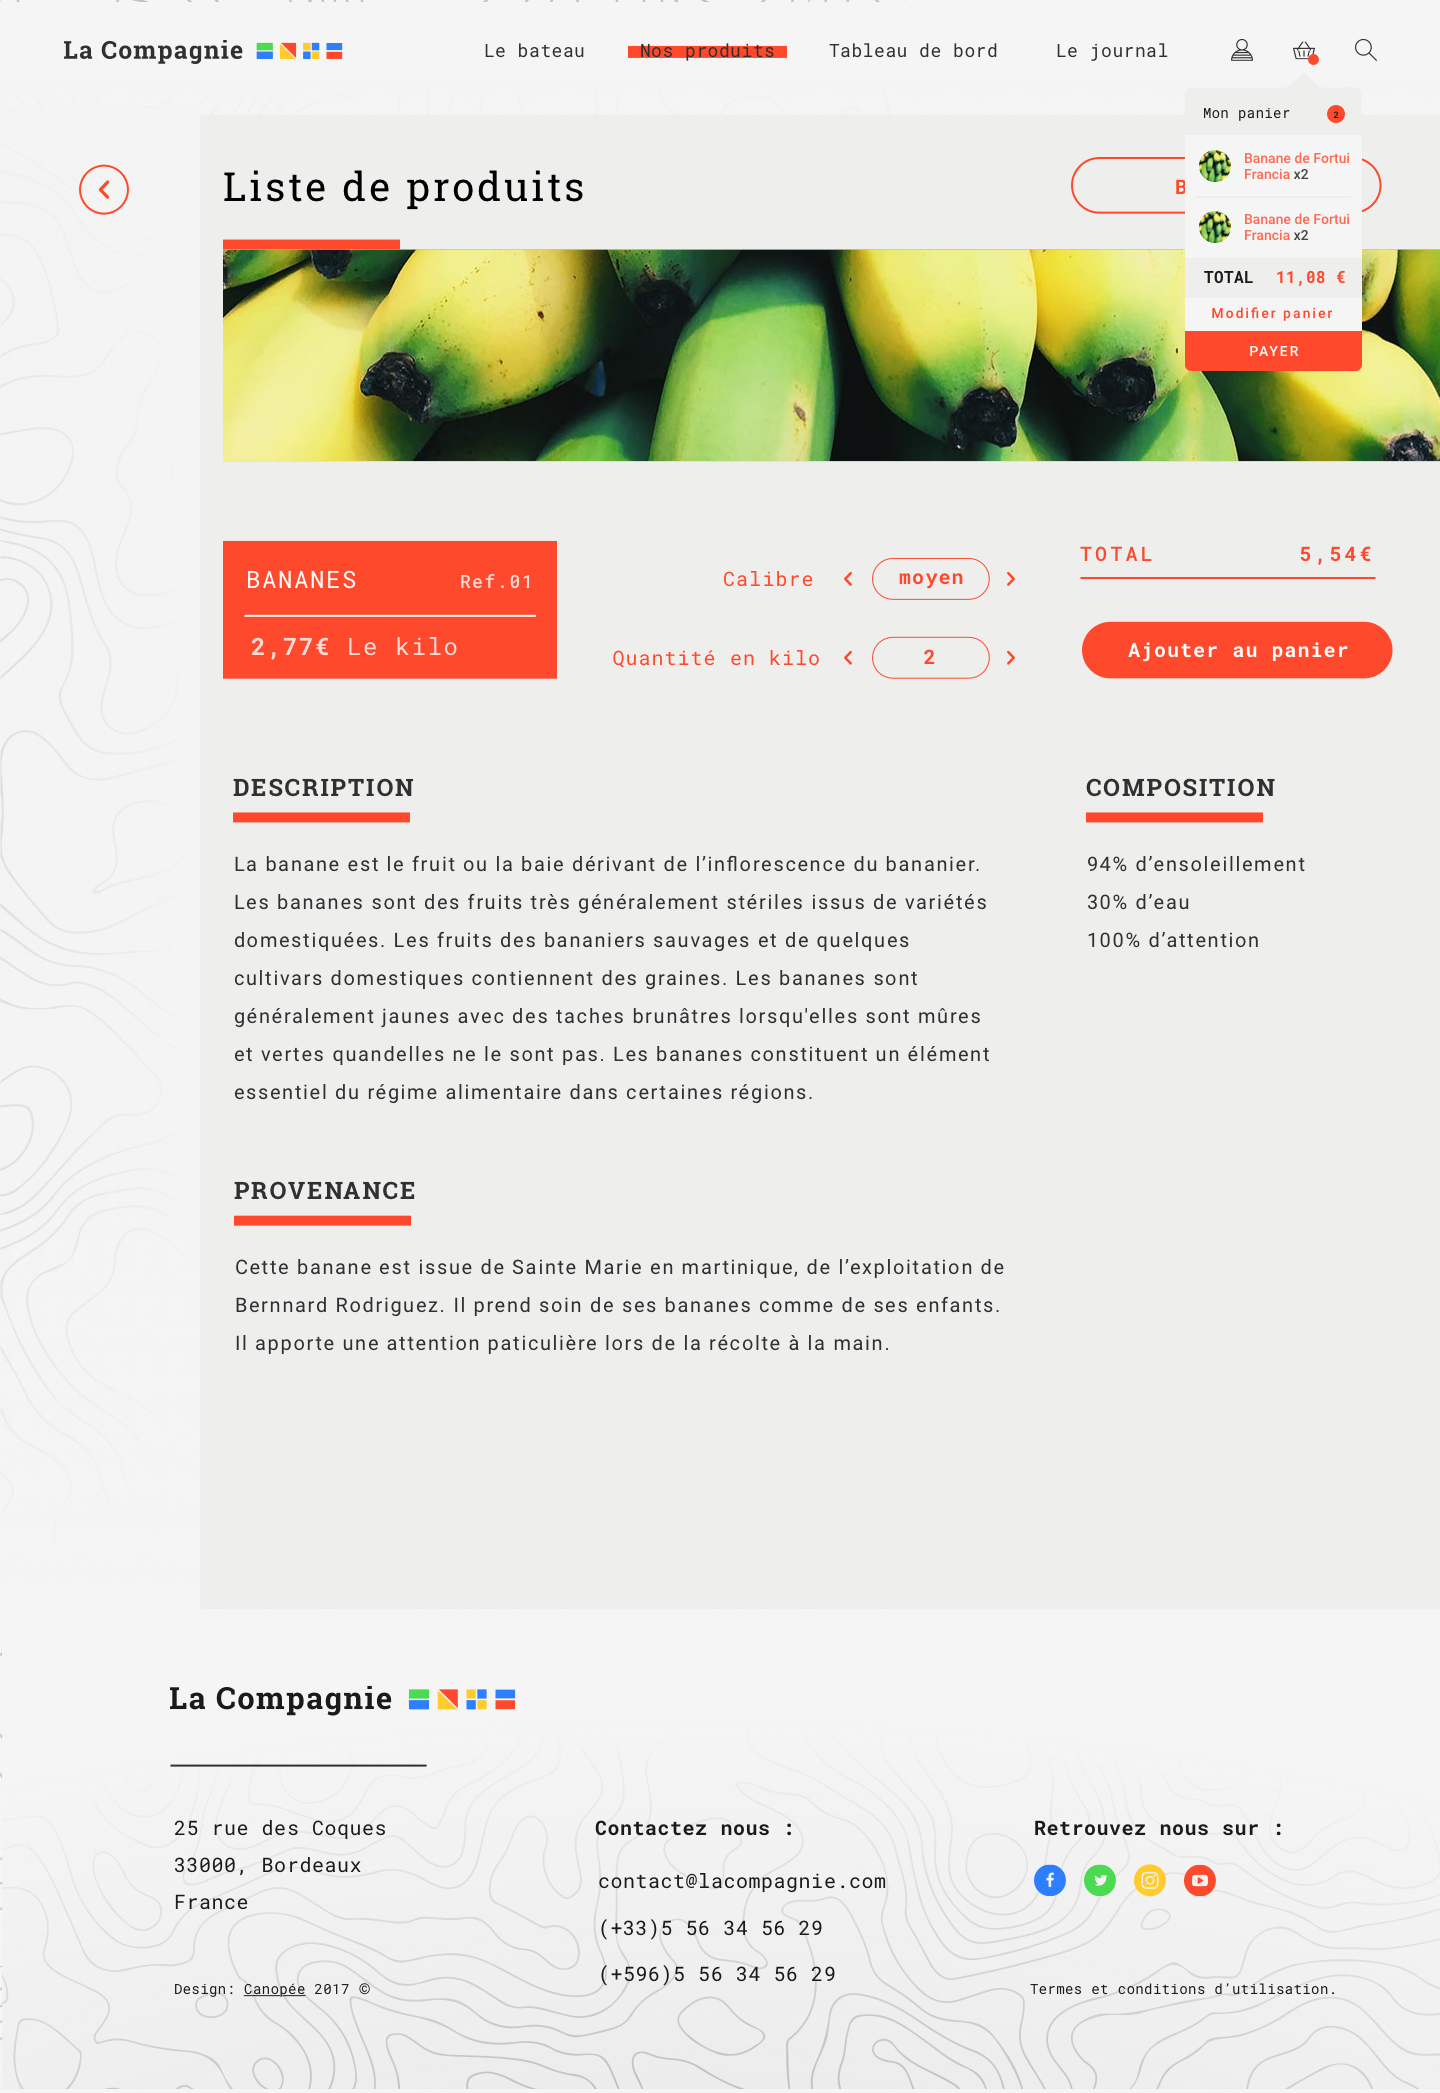 La Compagnie
Le bateau
Nos produits
Tableau de bord
Le journal
Mon panier
2
Liste de produits
Banane de Fortui
Francia x2
Banane de Fortui
Francia x2
TOTAL 11,08 €
Modifier panier
PAYER
BANANES Ref.01
2,77€ Le kilo
Calibre moyen
Quantité en kilo 2
TOTAL 5,54€
Ajouter au panier
DESCRIPTION
La banane est le fruit ou la baie dérivant de l’inflorescence du bananier.
Les bananes sont des fruits très généralement stériles issus de variétés
domestiquées. Les fruits des bananiers sauvages et de quelques
cultivars domestiques contiennent des graines. Les bananes sont
généralement jaunes avec des taches brunâtres lorsqu'elles sont mûres
et vertes quandelles ne le sont pas. Les bananes constituent un élément
essentiel du régime alimentaire dans certaines régions.
COMPOSITION
94% d’ensoleillement
30% d’eau
100% d’attention
PROVENANCE
Cette banane est issue de Sainte Marie en martinique, de l’exploitation de
Bernnard Rodriguez. Il prend soin de ses bananes comme de ses enfants.
Il apporte une attention paticulière lors de la récolte à la main.
La Compagnie
25 rue des Coques
33000, Bordeaux
France
Contactez nous :
contact@lacompagnie.com
(+33)5 56 34 56 29
(+596)5 56 34 56 29
Retrouvez nous sur :
Design: Canopée 2017 ©
Termes et conditions d’utilisation.